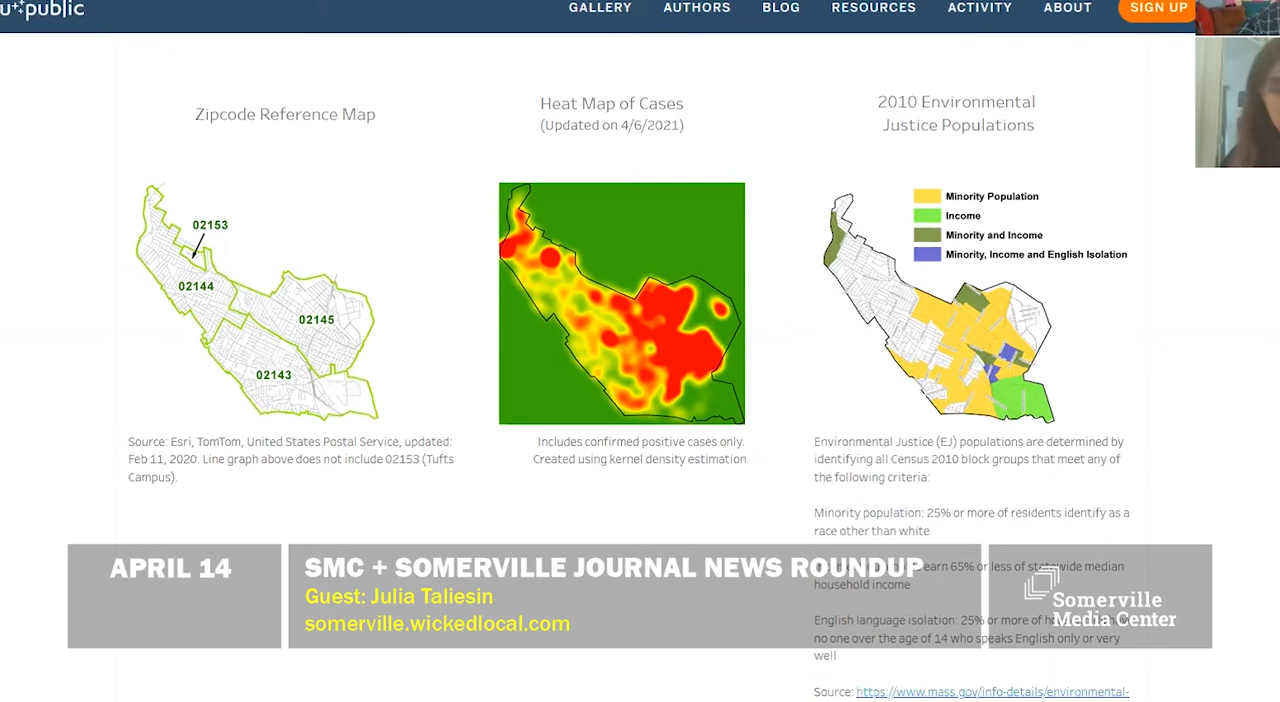 u++public
GALLERY AUTHORS BLOG RESOURCES ACTIVITY ABOUT SIGN UP
Zipcode Reference Map
02153
02144
02145
02143
Source: Esri, TomTom, United States Postal Service, updated:
Feb 11, 2020. Line graph above does not include 02153 (Tufts
Campus).
Heat Map of Cases
(Updated on 4/6/2021)
Includes confirmed positive cases only.
Created using kernel density estimation.
2010 Environmental
Justice Populations
Minority Population
Income
Minority and Income
Minority, Income and English Isolation
Environmental Justice (EJ) populations are determined by
identifying all Census 2010 block groups that meet any of
the following criteria:
Minority population: 25% or more of residents identify as a
race other than white
earn 65% or less of statewide median
household income
English language isolation: 25% or more of
no one over the age of 14 who speaks English only or very
well
Source: https://www.mass.gov/info-details/environmental-
APRIL 14
SMC + SOMERVILLE JOURNAL NEWS ROUNDUP
Guest: Julia Taliesin
somerville.wickedlocal.com
Somerville
Media Center